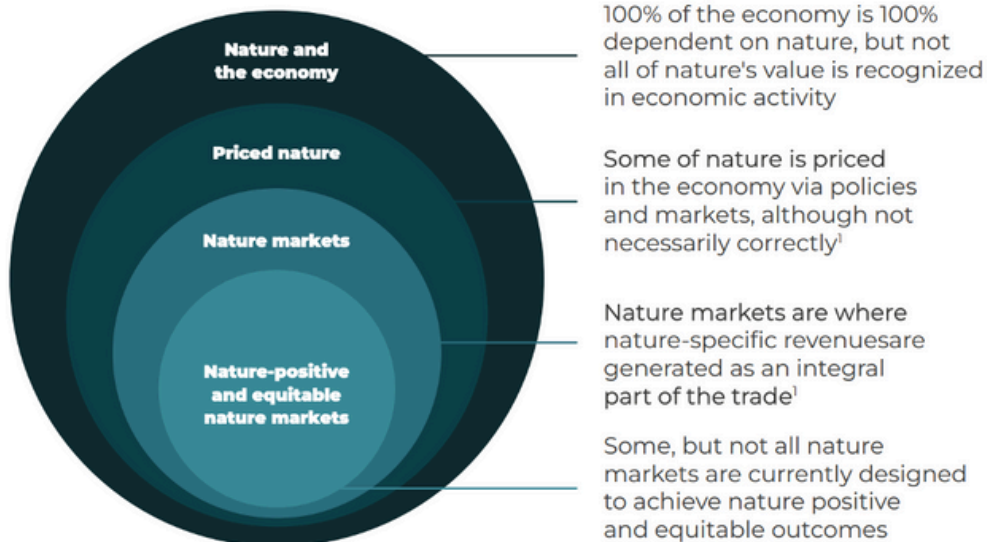 Nature and
the economy
100% of the economy is 100%
dependent on nature, but not
all of nature's value is recognized
in economic activity
Priced nature
Some of nature is priced
in the economy via policies
and markets, although not
necessarily correctly¹
Nature markets
Nature markets are where
nature-specific revenuesare
generated as an integral
part of the trade¹
Nature-positive
and equitable
nature markets
Some, but not all nature
markets are currently designed
to achieve nature positive
and equitable outcomes